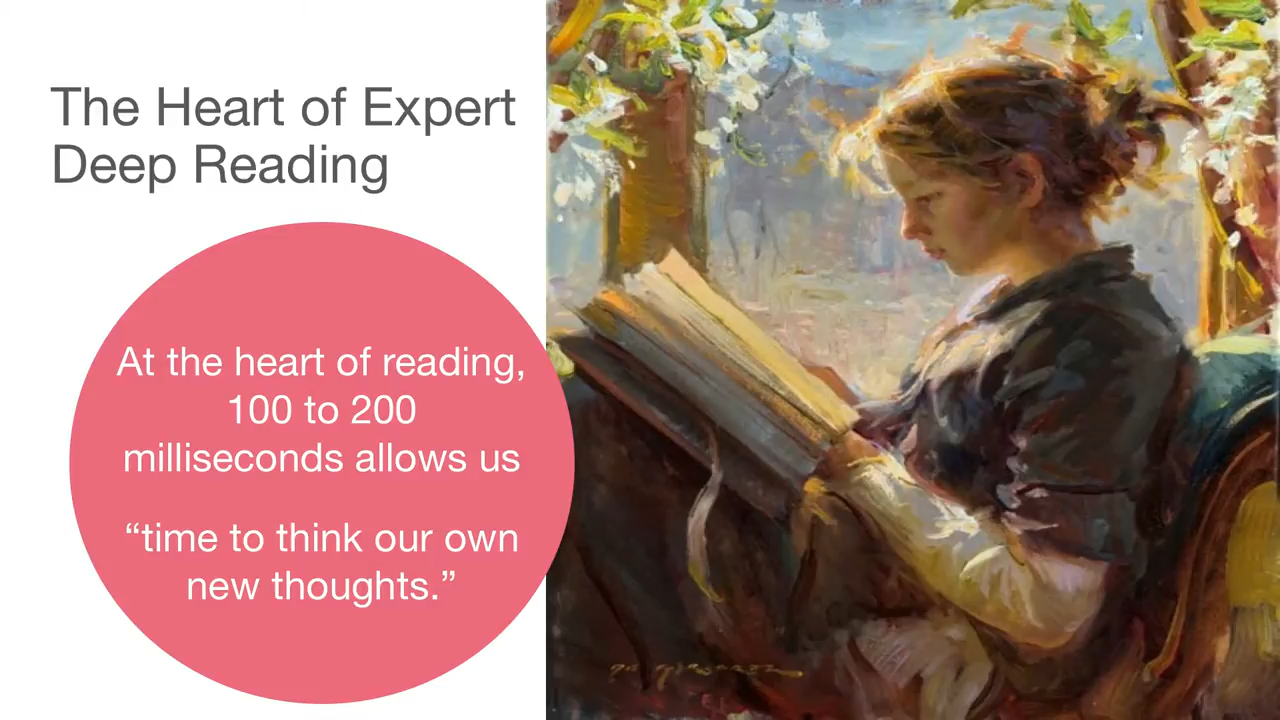 The Heart of Expert
Deep Reading
At the heart of reading,
100 to 200
milliseconds allows us
“time to think our own
new thoughts.”